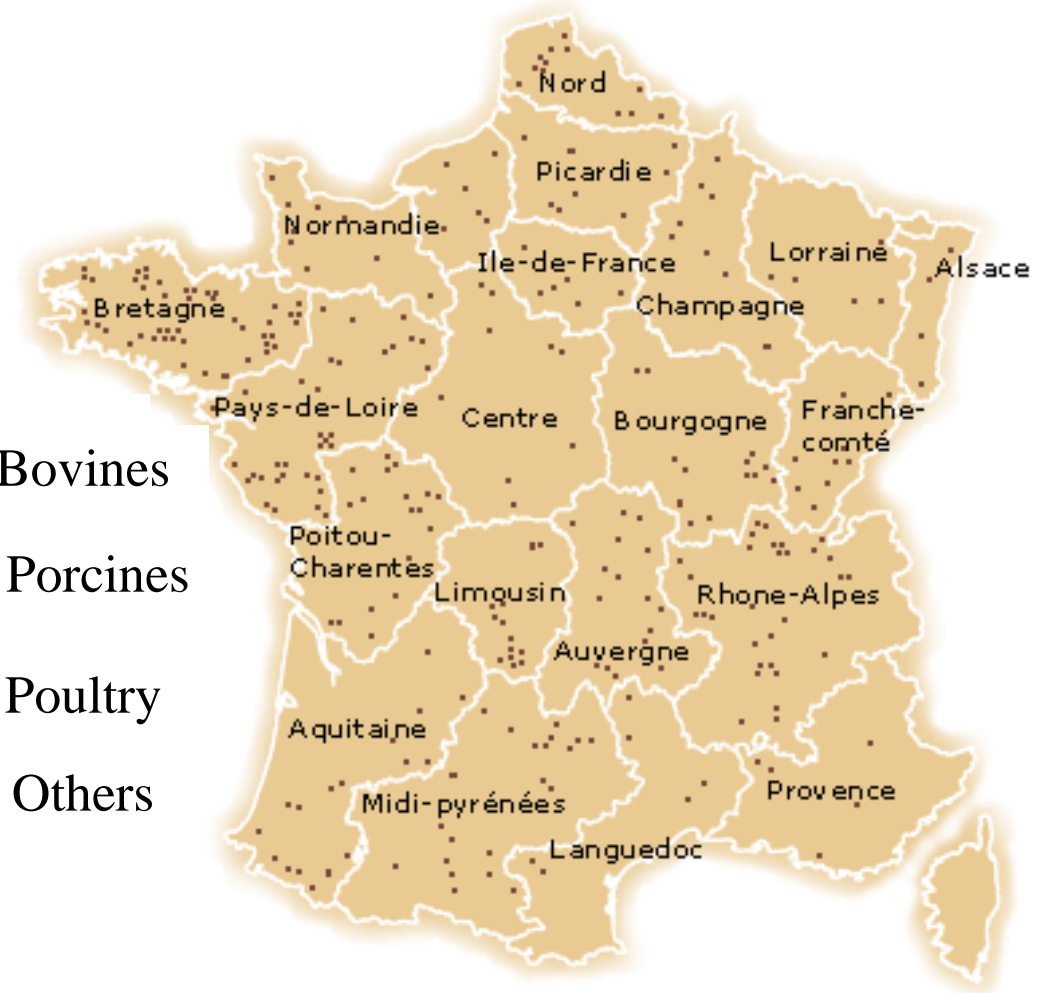 Nord
Picardie
Normandie
Ile-de-France
Lorraine
Alsace
Bretagne
Champagne
Pays-de-Loire
Centre
Bourgogne
Franche-
comté
Bovines
Poitou-
Charentes
Porcines
Limousin
Rhone-Alpes
Auvergne
Poultry
Aquitaine
Others
Midi-pyrénées
Provence
Languedoc